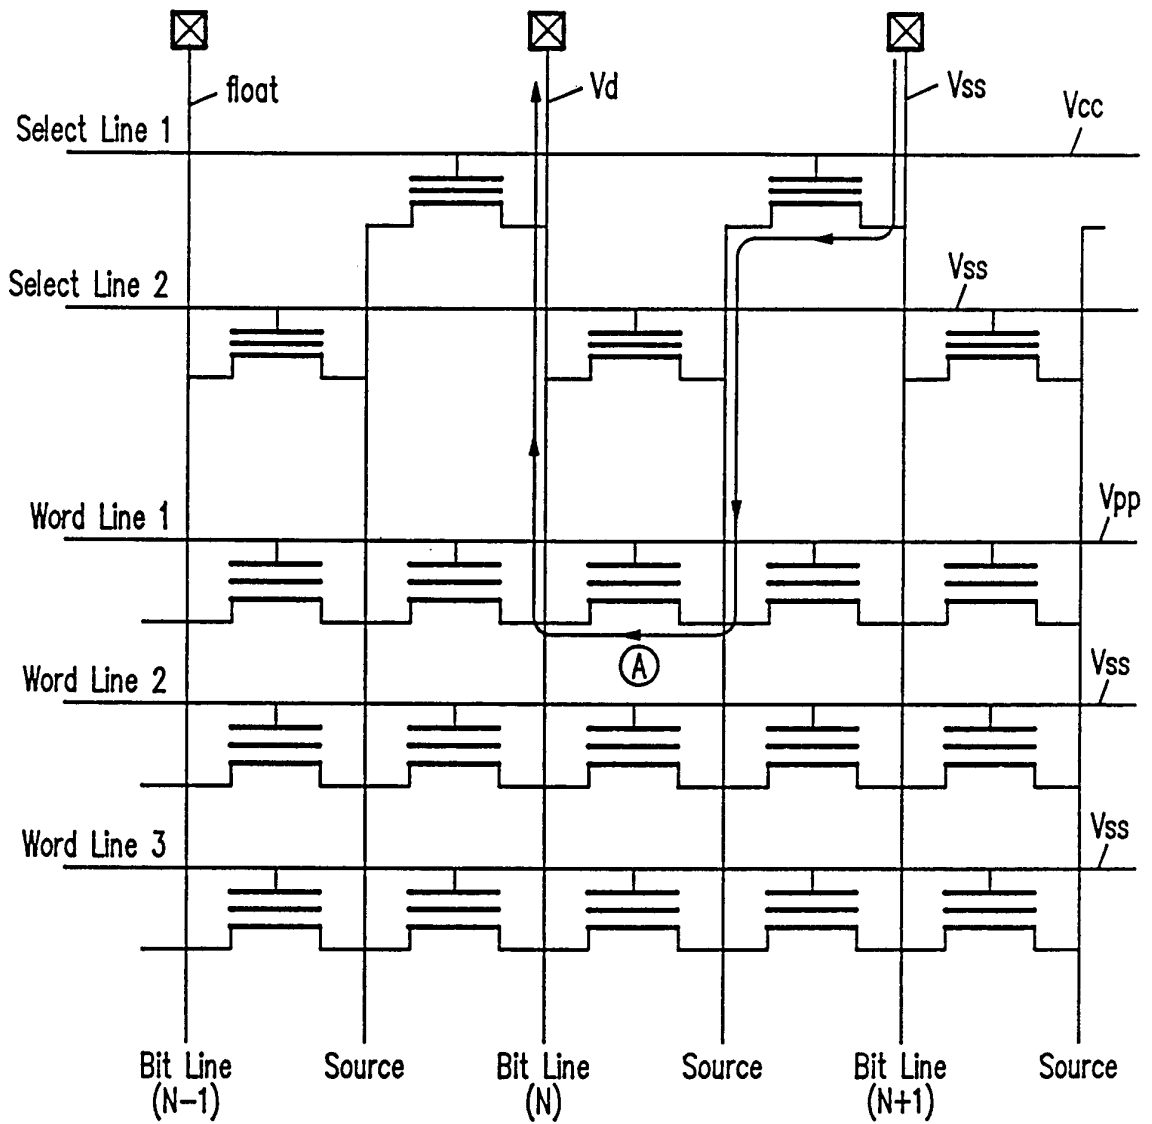 float
Vd
Vss
Vcc
Select Line 1
Vss
Select Line 2
Vpp
Word Line 1
A
Vss
Word Line 2
Vss
Word Line 3
Bit Line
(N-1)
Source
Bit Line
(N)
Source
Bit Line
(N+1)
Source